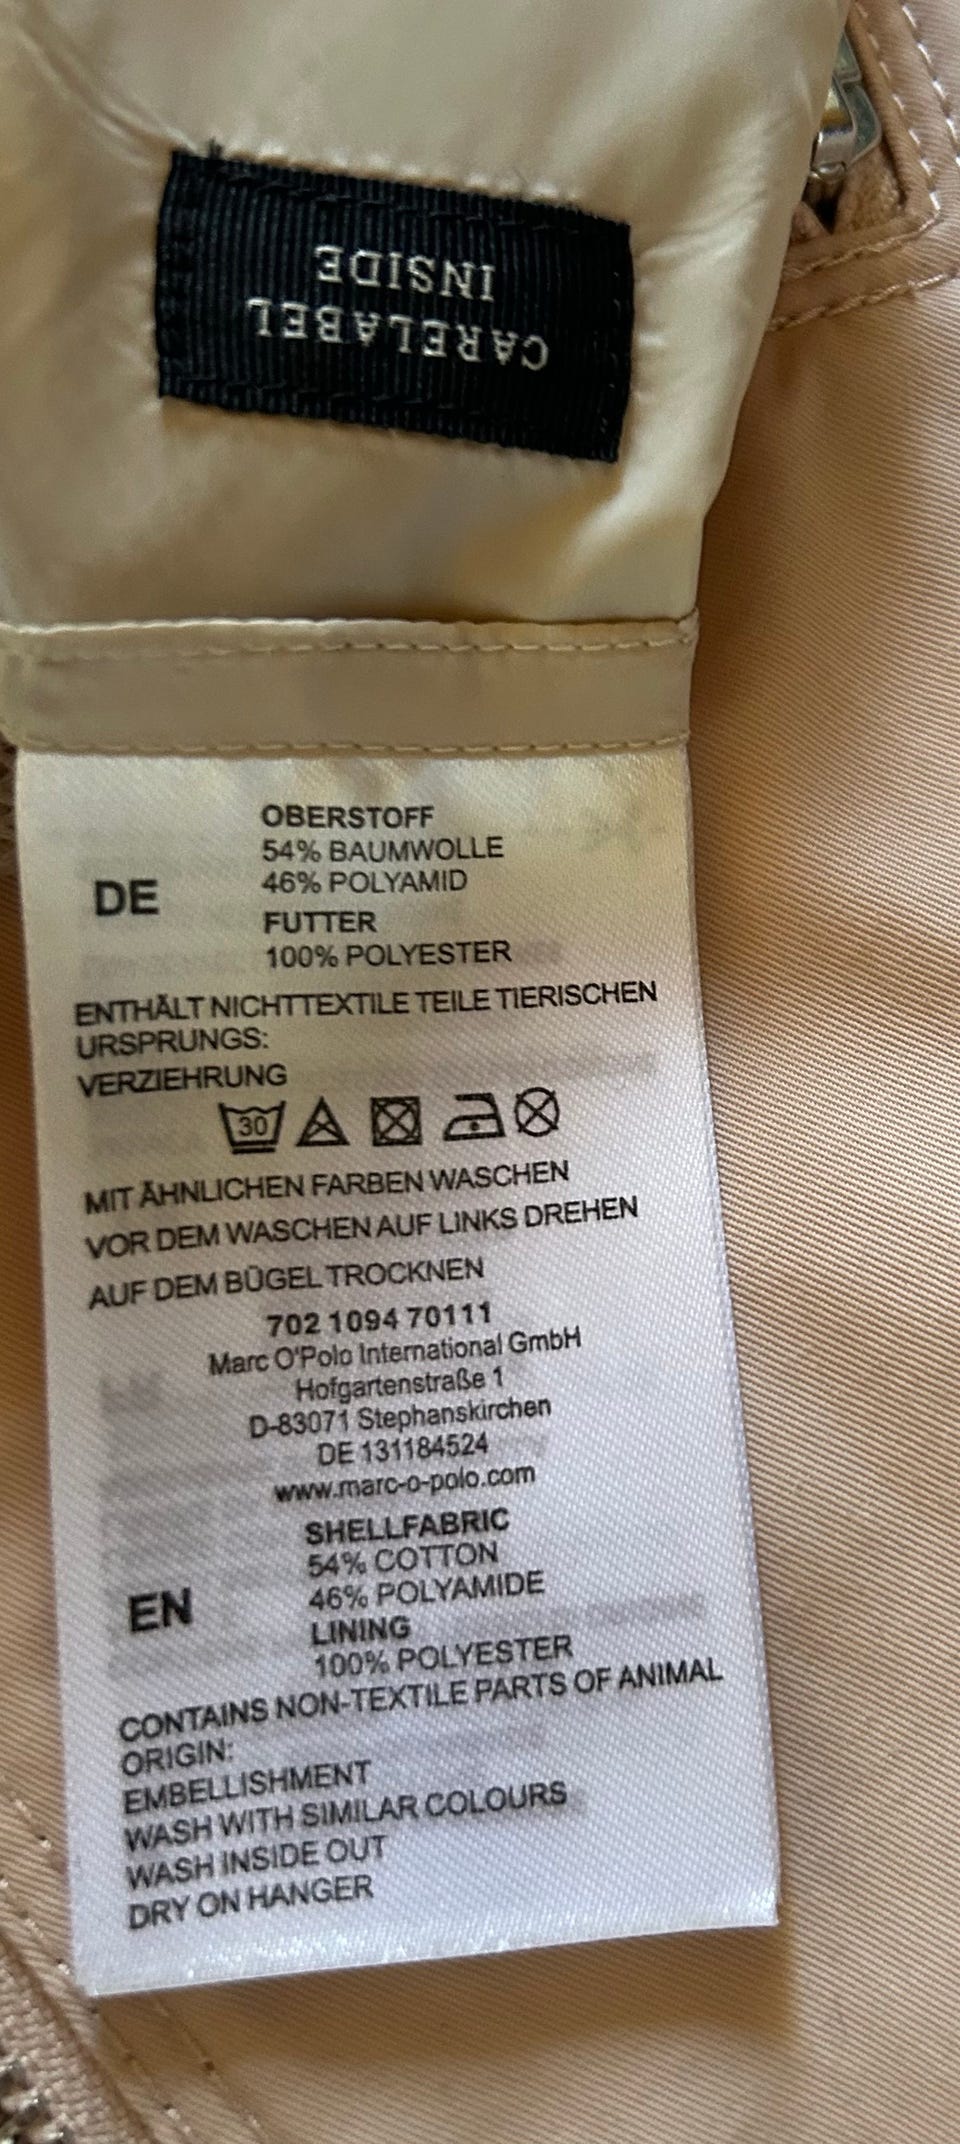 CARELABEL
INSIDE
OBERSTOFF
54% BAUMWOLLE
46% POLYAMID
DE
FUTTER
100% POLYESTER
ENTHÄLT NICHTTEXTILE TEILE TIERISCHEN
URSPRUNGS:
VERZIEHRUNG
30
MIT ÄHNLICHEN FARBEN WASCHEN
VOR DEM WASCHEN AUF LINKS DREHEN
AUF DEM BÜGEL TROCKNEN
702 1094 70111
Marc O'Polo International GmbH
Hofgartenstraße 1
D-83071 Stephanskirchen
DE 131184524
www.marc-o-polo.com
SHELLFABRIC
54% COTTON
46% POLYAMIDE
EN
LINING
100% POLYESTER
CONTAINS NON-TEXTILE PARTS OF ANIMAL
ORIGIN:
EMBELLISHMENT
WASH WITH SIMILAR COLOURS
WASH INSIDE OUT
DRY ON HANGER